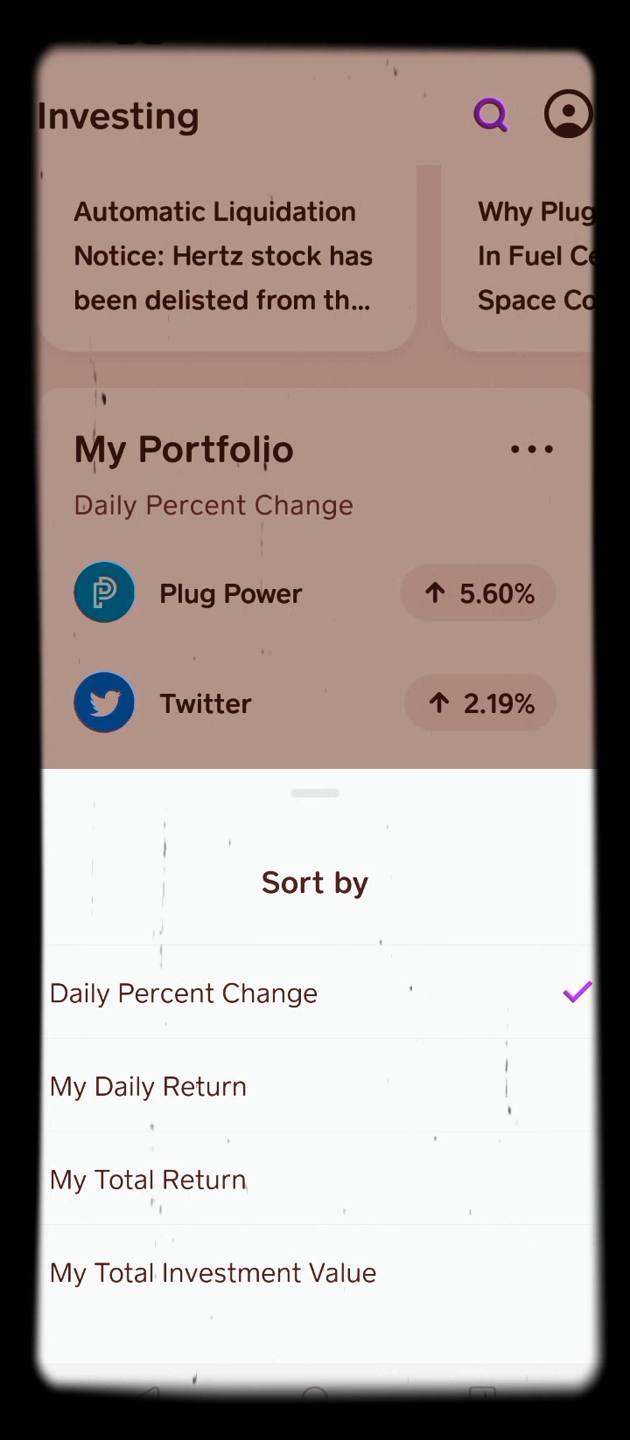 Investing
Automatic Liquidation
Notice: Hertz stock has
been delisted from th...
Why Plug
In Fuel Ce
Space Co
My Portfolio
Daily Percent Change
Plug Power
5.60%
Twitter
2.19%
Sort by
Daily Percent Change
My Daily Return
My Total Return
My Total Investment Value